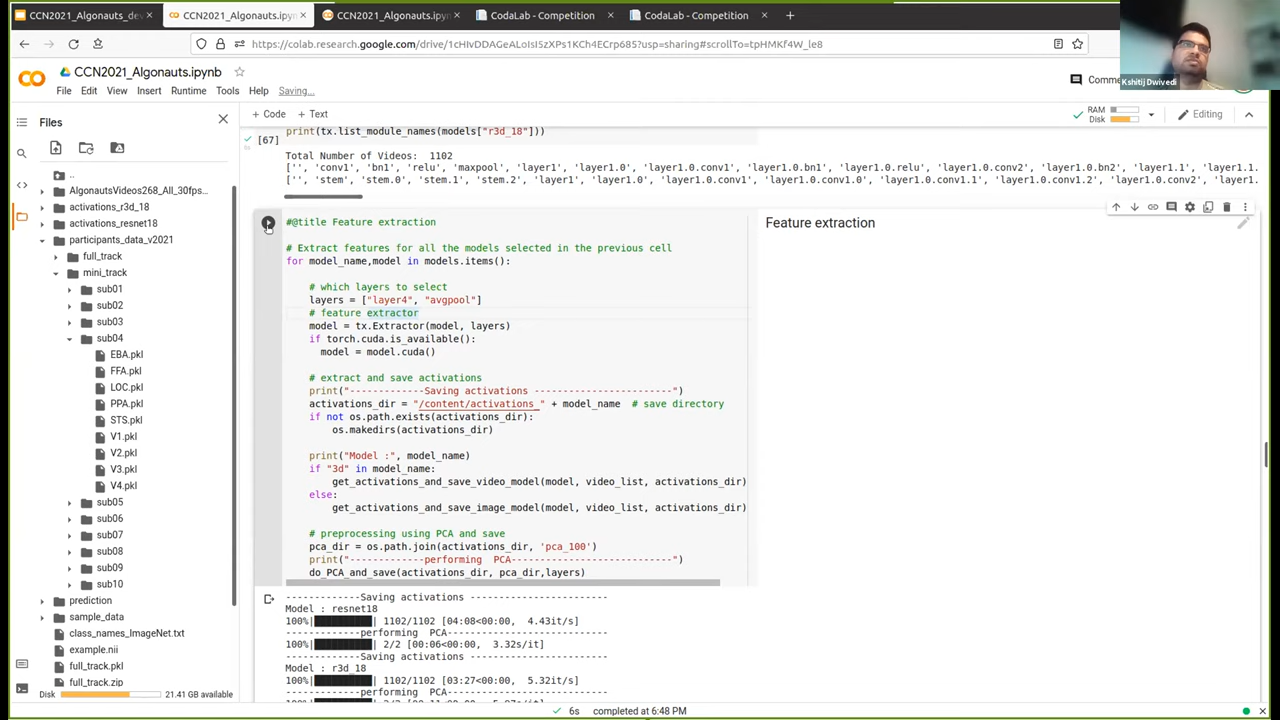 CCN2021_Algonauts_de
CCN2021_Algonauts.ipyn
CCN2021_Algonauts.ipyn
CodaLab - Competition
CodaLab - Competition
https://colab.research.google.com/drive/1cHIvDDAGeALoIsI5zXPs1KCh4ECrp685?usp=sharing#scrollTo=tpHMKf4W_le8
Kshitij Dwivedi
CCN2021_Algonauts.ipynb
File Edit View Insert Runtime Tools Help Saving...
Comme
+ Code + Text
RAM
Disk
Editing
Files
..
AlgonautsVideos268_All_30fps...
activations_r3d_18
activations_resnet18
participants_data_v2021
full_track
mini_track
sub01
sub02
sub03
sub04
EBA.pkl
FFA.pkl
LOC.pkl
PPA.pkl
STS.pkl
V1.pkl
V2.pkl
V3.pkl
V4.pkl
sub05
sub06
sub07
sub08
sub09
sub10
prediction
sample_data
class_names_ImageNet.txt
example.nii
full_track.pkl
full_track.zip
Disk 21.41 GB available
print(tx.list_module_names(models["r3d_18"]))
[67]
Total Number of Videos: 1102
['', 'conv1', 'bn1', 'relu', 'maxpool', 'layer1', 'layer1.0', 'layer1.0.conv1', 'layer1.0.bn1', 'layer1.0.relu', 'layer1.0.conv2', 'layer1.0.bn2', 'layer1.1', 'layer1.1.
['', 'stem', 'stem.0', 'stem.1', 'stem.2', 'layer1', 'layer1.0', 'layer1.0.conv1', 'layer1.0.conv1.0', 'layer1.0.conv1.1', 'layer1.0.conv1.2', 'layer1.0.conv2', 'layer1.
#@title Feature extraction
Feature extraction
# Extract features for all the models selected in the previous cell
for model_name,model in models.items():
# which layers to select
layers = ["layer4", "avgpool"]
# feature extractor
model = tx.Extractor(model, layers)
if torch.cuda.is_available():
model = model.cuda()
# extract and save activations
print("------------Saving activations ------------------------")
activations_dir = "/content/activations_" + model_name # save directory
if not os.path.exists(activations_dir):
os.makedirs(activations_dir)
print("Model :", model_name)
if "3d" in model_name:
get_activations_and_save_video_model(model, video_list, activations_dir)
else:
get_activations_and_save_image_model(model, video_list, activations_dir)
# preprocessing using PCA and save
pca_dir = os.path.join(activations_dir, 'pca_100')
print("------------performing  PCA----------------------------")
do_PCA_and_save(activations_dir, pca_dir,layers)
-------------Saving activations ------------------------
Model : resnet18
100%|██████████| 1102/1102 [04:08<00:00, 4.43it/s]
-------------performing  PCA----------------------------
100%|██████████| 2/2 [00:06<00:00, 3.32s/it]
-------------Saving activations ------------------------
Model : r3d_18
100%|██████████| 1102/1102 [03:27<00:00, 5.32it/s]
-------------performing  PCA----------------------------
6s completed at 6:48 PM